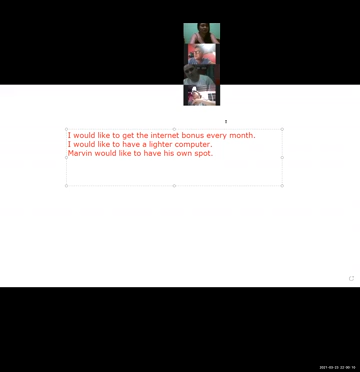 I would like to get the internet bonus every month.
I would like to have a lighter computer.
Marvin would like to have his own spot.